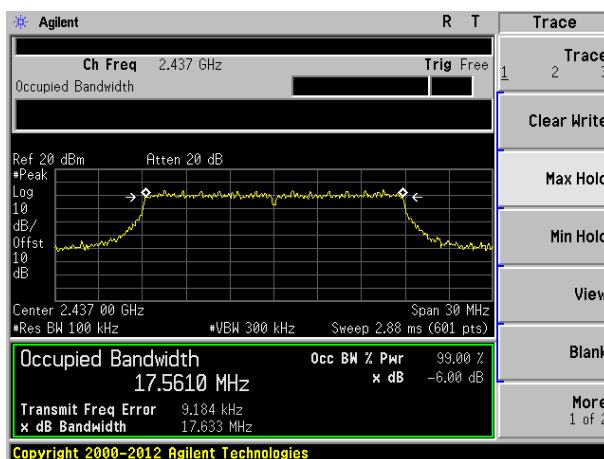 Agilent R T Trace
Ch Freq 2.437 GHz Trig Free
Occupied Bandwidth
Trace
1 2 3
Clear Write
Max Hold
Min Hold
View
Blank
More
1 of 2
Ref 20 dBm Atten 20 dB
#Peak
Log
10
dB/
Offst
10
dB
Center 2.437 00 GHz Span 30 MHz
#Res BW 100 kHz #VBW 300 kHz Sweep 2.88 ms (601 pts)
Occupied Bandwidth Occ BW % Pwr 99.00 %
17.5610 MHz x dB -6.00 dB
Transmit Freq Error 9.184 kHz
x dB Bandwidth 17.633 MHz
Copyright 2000-2012 Agilent Technologies